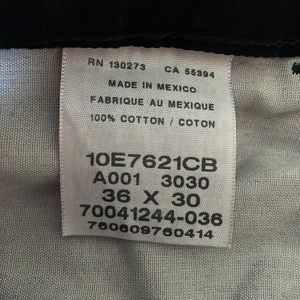 RN 130273 CA 55394
MADE IN MEXICO
FABRIQUE AU MEXIQUE
100% COTTON / COTON
10E7621CB
A001 3030
36 X 30
70041244-036
760609760414